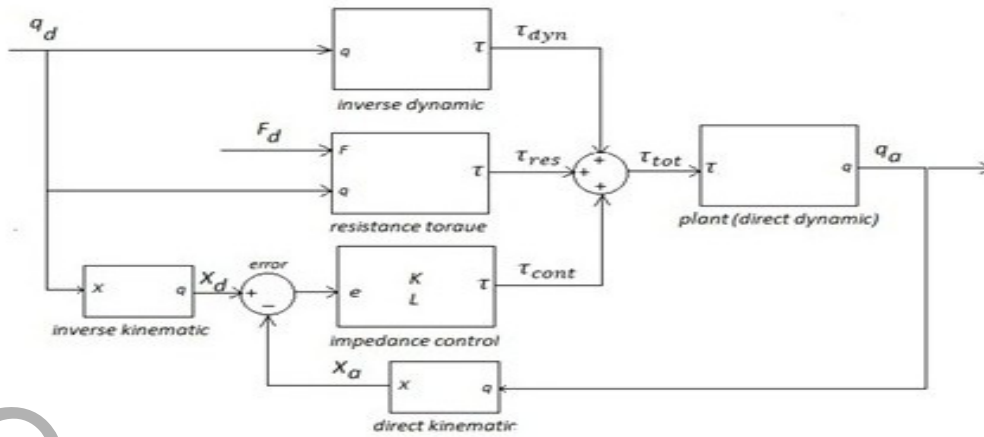 q_d
q
τ
τ_dyn
inverse dynamic
F_d
F
q
τ
τ_res
resistance torque
+
+
+
τ_tot
τ
q
q_a
plant (direct dynamic)
x
q
inverse kinematic
X_d
error
+
−
e
K
L
τ
τ_cont
impedance control
X_a
x
q
direct kinematic